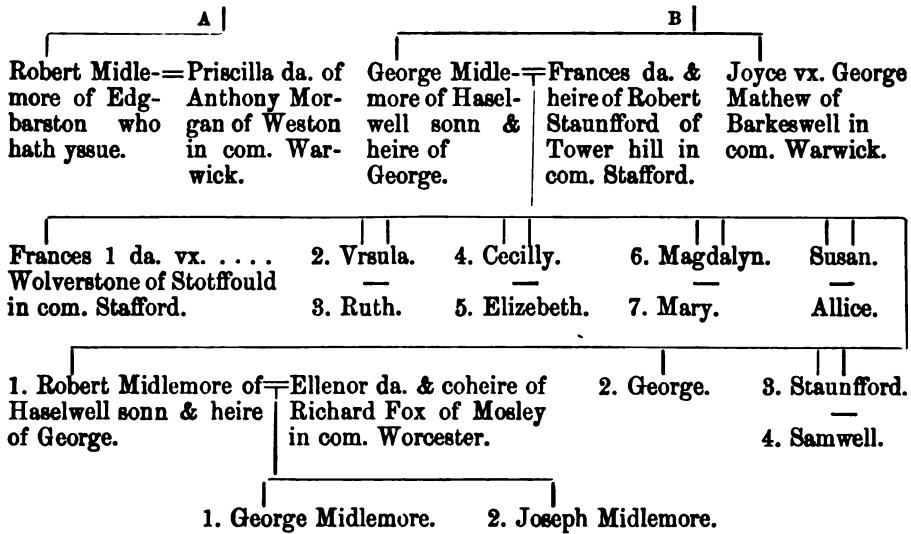 A B
Robert Midle-
more of Edg-
barston who
hath yssue.
=
Priscilla da. of
Anthony Mor-
gan of Weston
in com. War-
wick.
George Midle-
more of Hasel-
well sonn &
heire of
George.
=
Frances da. &
heire of Robert
Staunfford of
Tower hill in
com. Stafford.
Joyce vx. George
Mathew of
Barkeswell in
com. Warwick.
Frances 1 da. vx. . . . .
Wolverstone of Stotffould
in com. Stafford.
2. Vrsula.
—
3. Ruth.
4. Cecilly.
—
5. Elizebeth.
6. Magdalyn.
—
7. Mary.
Susan.
—
Allice.
1. Robert Midlemore of
Haselwell sonn & heire
of George.
=
Ellenor da. & coheire of
Richard Fox of Mosley
in com. Worcester.
2. George.
3. Staunfford.
—
4. Samwell.
1. George Midlemore.
2. Joseph Midlemore.